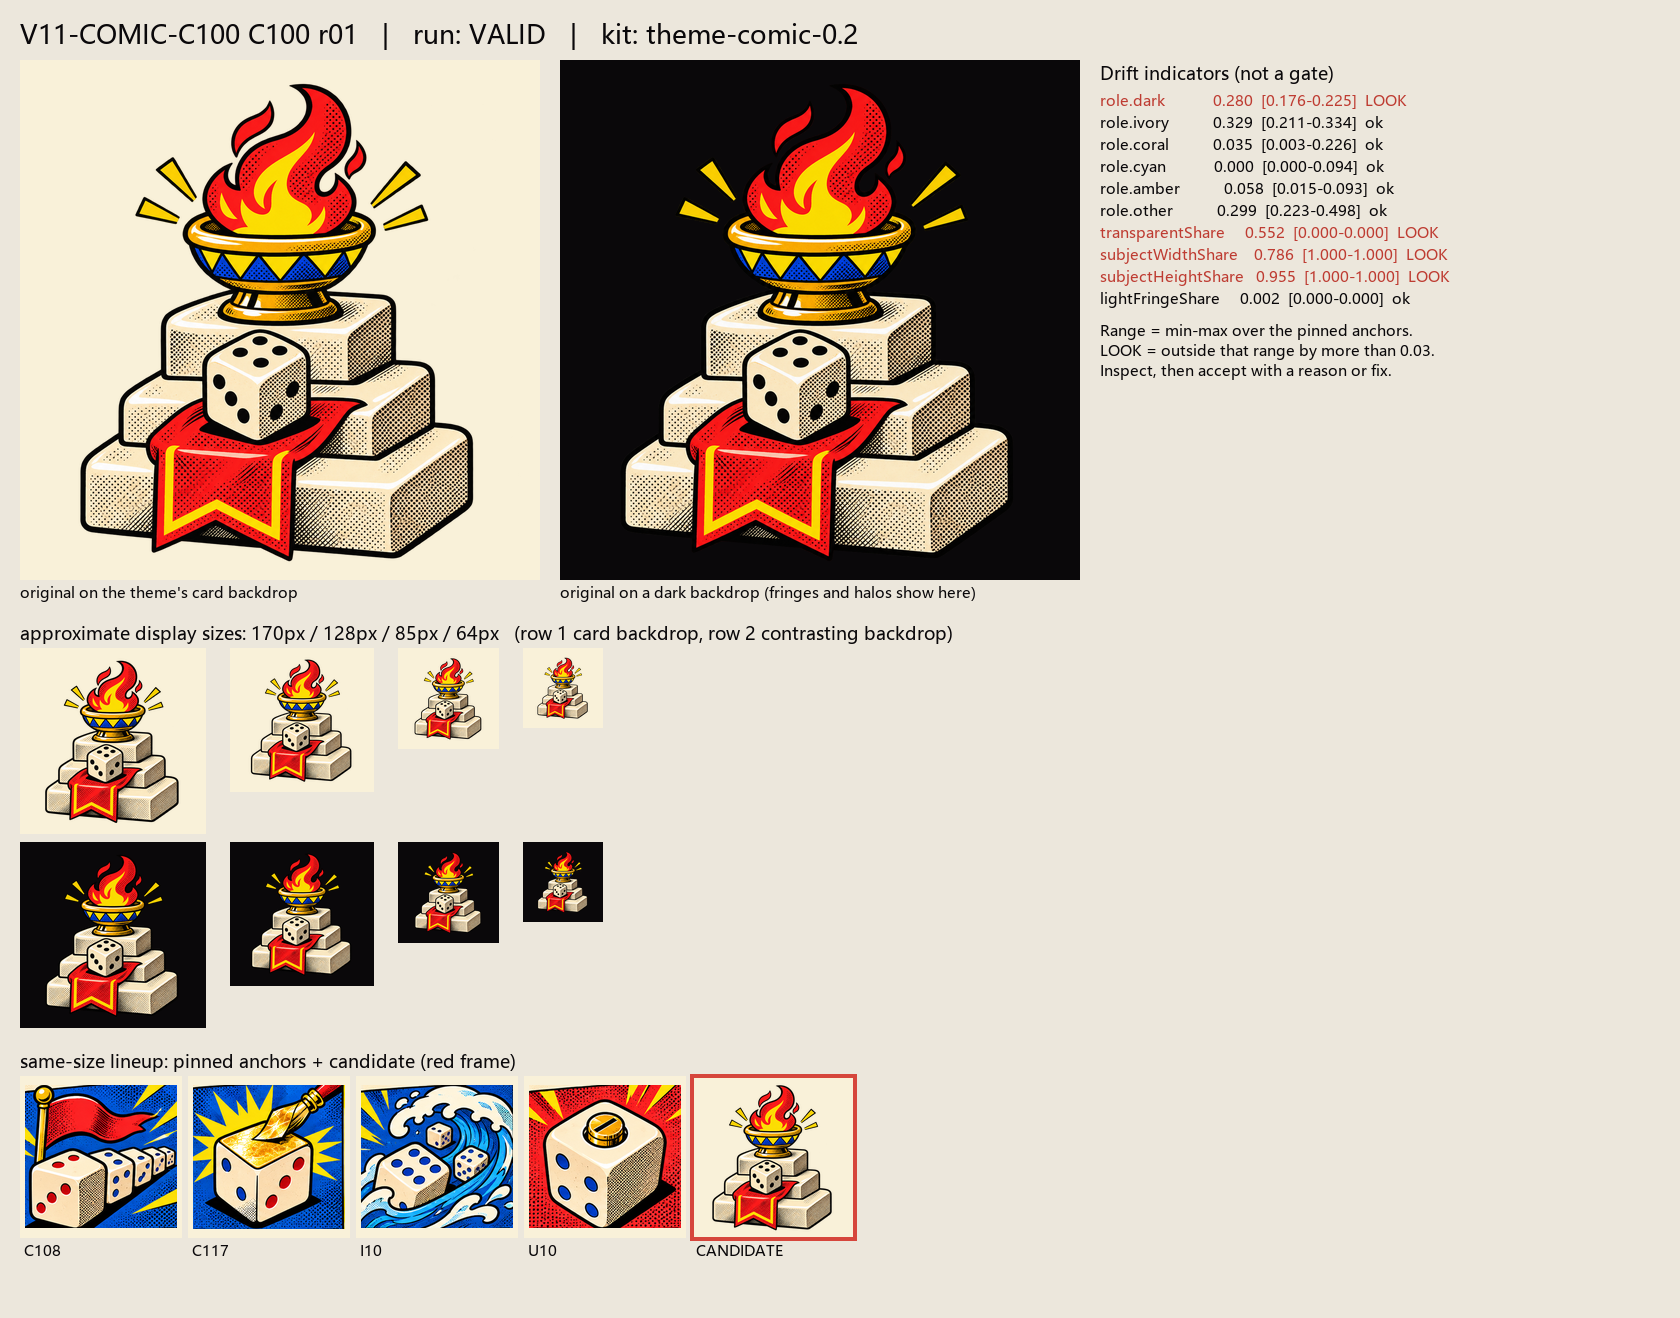 V11-COMIC-C100 C100 r01 | run: VALID | kit: theme-comic-0.2
Drift indicators (not a gate)
role.dark 0.280 [0.176-0.225] LOOK
role.ivory 0.329 [0.211-0.334] ok
role.coral 0.035 [0.003-0.226] ok
role.cyan 0.000 [0.000-0.094] ok
role.amber 0.058 [0.015-0.093] ok
role.other 0.299 [0.223-0.498] ok
transparentShare 0.552 [0.000-0.000] LOOK
subjectWidthShare 0.786 [1.000-1.000] LOOK
subjectHeightShare 0.955 [1.000-1.000] LOOK
lightFringeShare 0.002 [0.000-0.000] ok
Range = min-max over the pinned anchors.
LOOK = outside that range by more than 0.03.
Inspect, then accept with a reason or fix.
original on the theme's card backdrop
original on a dark backdrop (fringes and halos show here)
approximate display sizes: 170px / 128px / 85px / 64px (row 1 card backdrop, row 2 contrasting backdrop)
same-size lineup: pinned anchors + candidate (red frame)
C108
C117
I10
U10
CANDIDATE